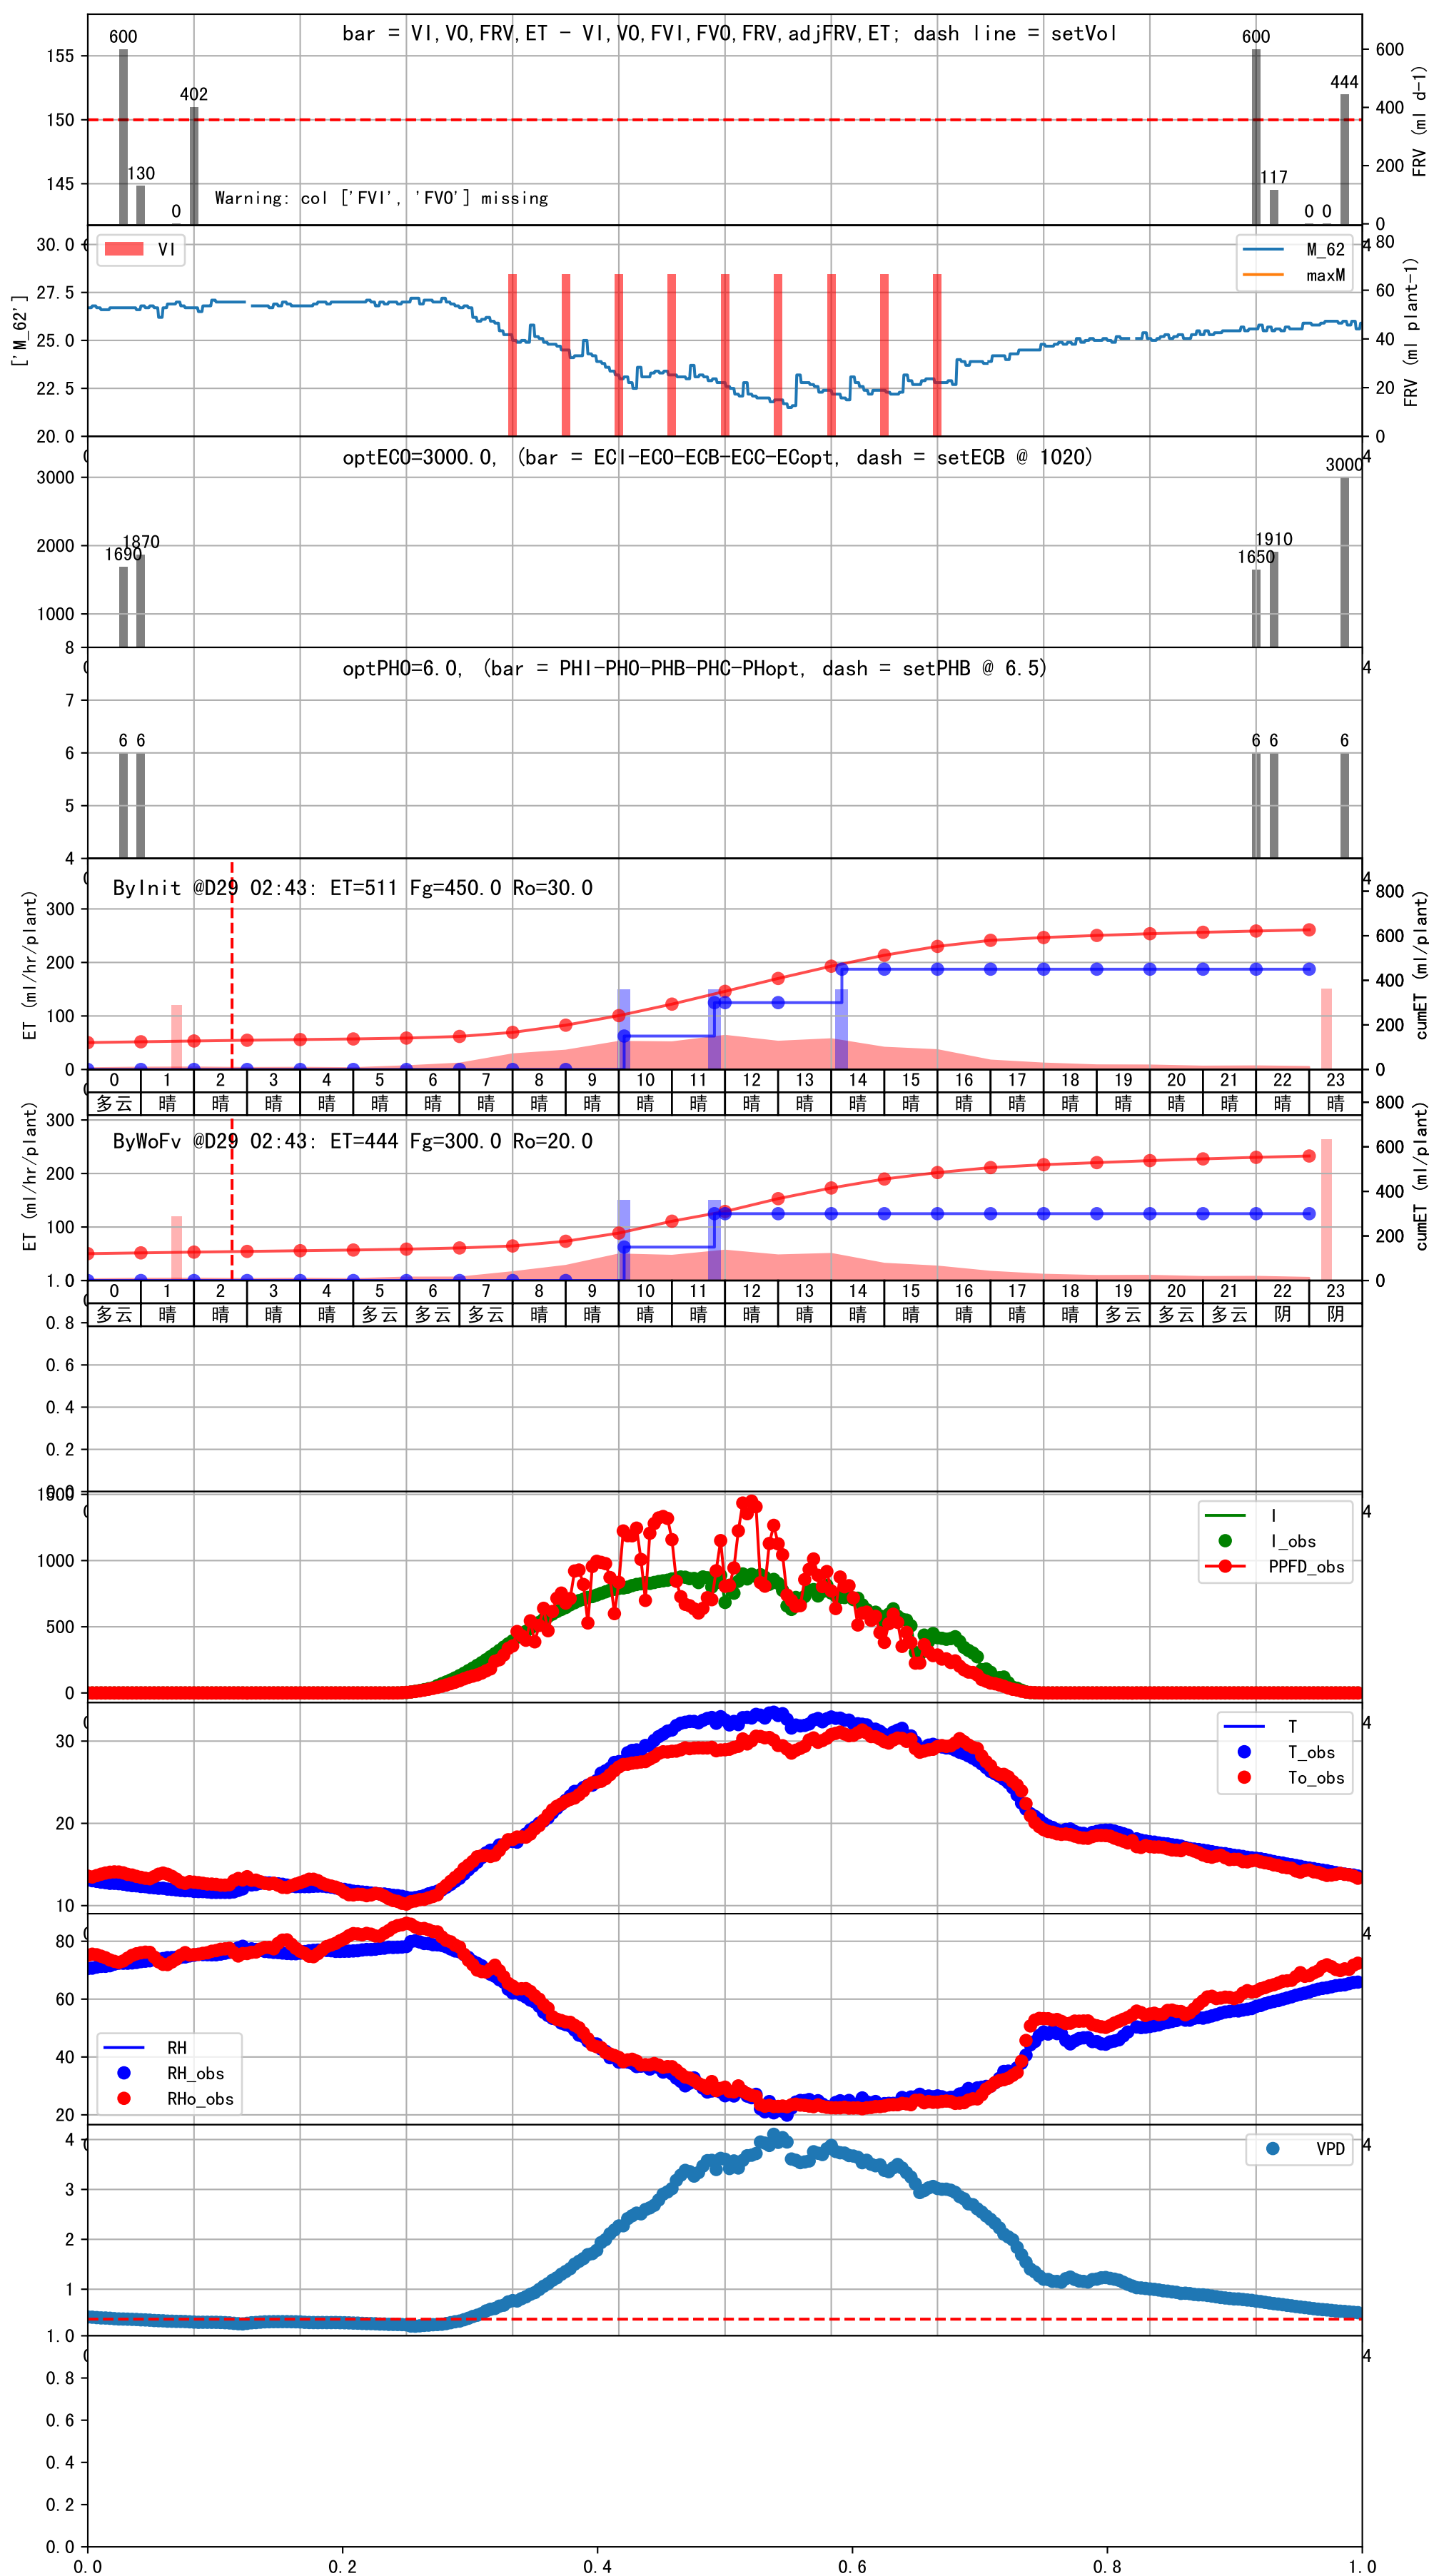 bar = VI,VO,FRV,ET - VI,VO,FVI,FVO,FRV,adjFRV,ET; dash line = setVol
600
130
0
402
600
117
0
0
444
155
150
145
600
400
200
0
FRV (ml d-1)
Warning: col ['FVI', 'FVO'] missing
VI
M_62
maxM
30.0
27.5
25.0
22.5
20.0
['M_62']
80
60
40
20
0
FRV (ml plant-1)
optECO=3000.0, (bar = ECI-ECO-ECB-ECC-ECopt, dash = setECB @ 1020)
3000
2000
1000
1690
1870
1650
1910
3000
optPHO=6.0, (bar = PHI-PHO-PHB-PHC-PHopt, dash = setPHB @ 6.5)
8
7
6
5
4
6
6
6
6
6
ByInit @D29 02:43: ET=511 Fg=450.0 Ro=30.0
ET (ml/hr/plant)
300
200
100
0
800
600
400
200
0
cumET (ml/plant)
0 1 2 3 4 5 6 7 8 9 10 11 12 13 14 15 16 17 18 19 20 21 22 23
多云 晴 晴 晴 晴 晴 晴 晴 晴 晴 晴 晴 晴 晴 晴 晴 晴 晴 晴 晴 晴 晴 晴 晴
ByWoFv @D29 02:43: ET=444 Fg=300.0 Ro=20.0
ET (ml/hr/plant)
300
200
100
800
600
400
200
0
cumET (ml/plant)
0 1 2 3 4 5 6 7 8 9 10 11 12 13 14 15 16 17 18 19 20 21 22 23
多云 晴 晴 晴 晴 多云 多云 多云 晴 晴 晴 晴 晴 晴 晴 晴 晴 晴 晴 多云 多云 多云 阴 阴
1.0
0.8
0.6
0.4
0.2
1500
1000
500
0
I
I_obs
PPFD_obs
30
20
10
T
T_obs
To_obs
80
60
40
20
RH
RH_obs
RHo_obs
4
3
2
1
VPD
1.0
0.8
0.6
0.4
0.2
0.0
0.0 0.2 0.4 0.6 0.8 1.0